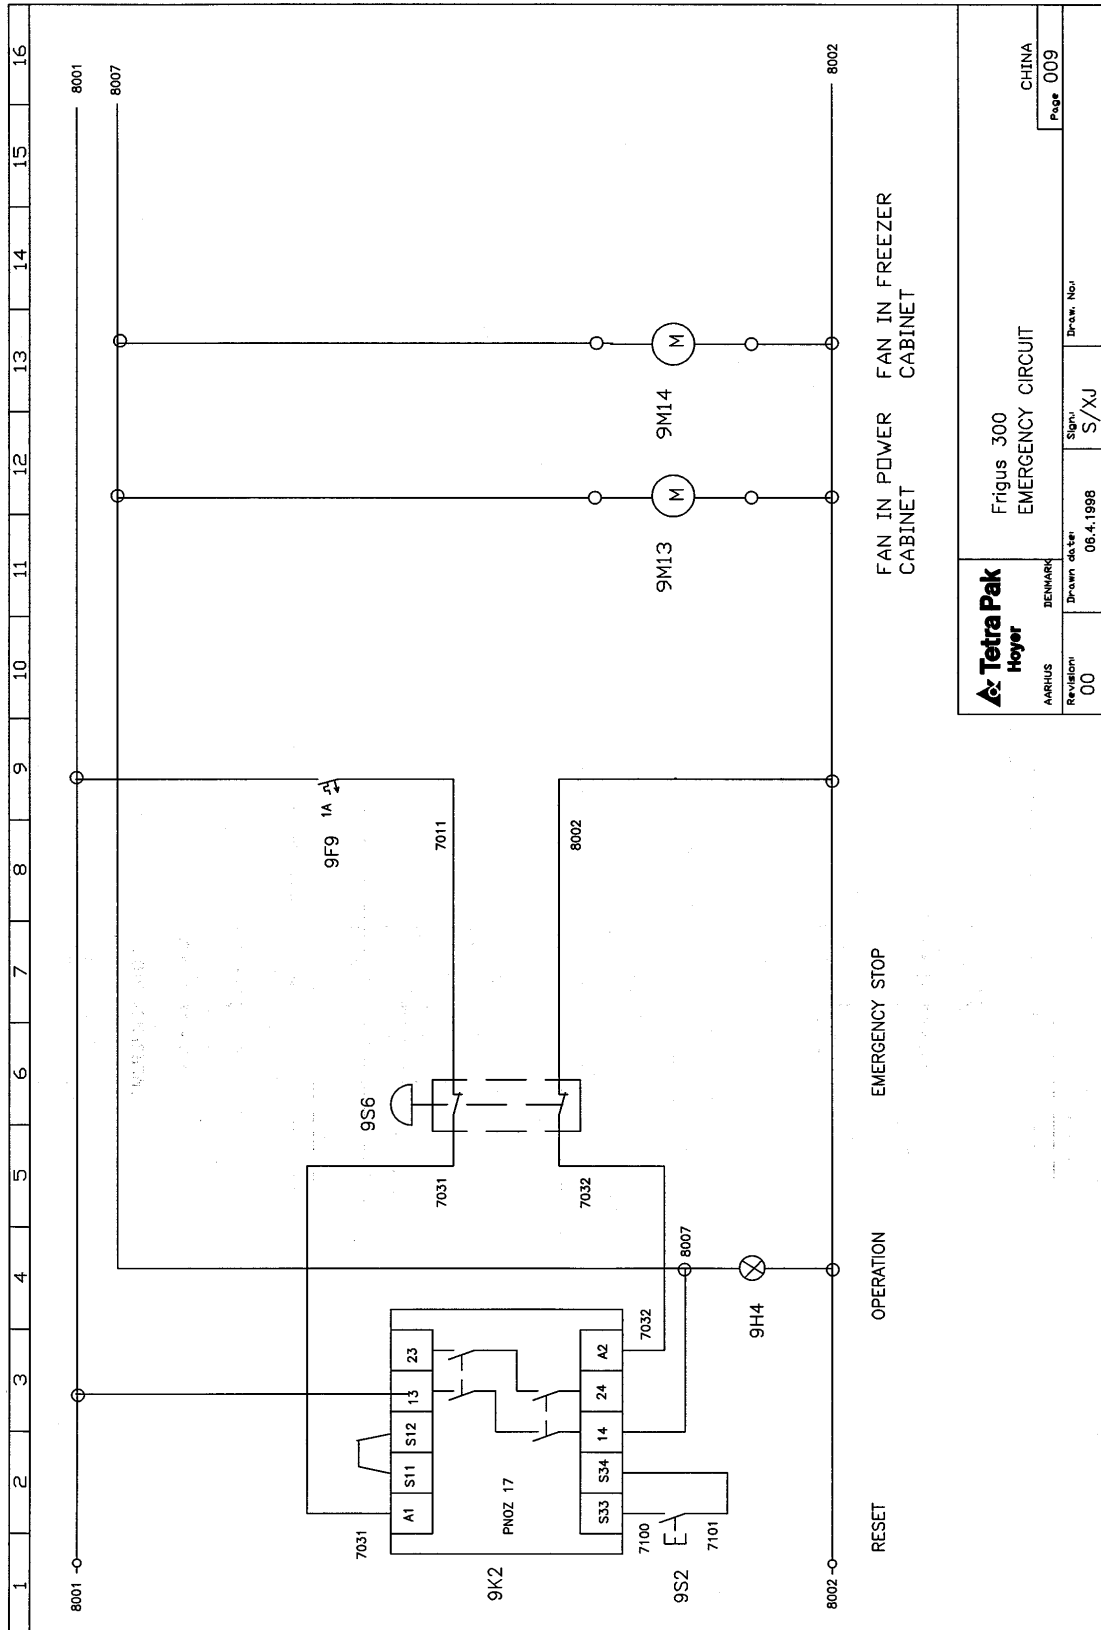 1 2 3 4 5 6 7 8 9 10 11 12 13 14 15 16
8001
8001
8007
8007
9F9 1A
7011
8002
9S6
7031
7032
7031
A1 S11 S12 13 23
PNOZ 17
S33 S34 14 24 A2
9K2
7032
7100
7101
9S2
9H4
9M13
M
9M14
M
8002
8002
RESET
OPERATION
EMERGENCY STOP
FAN IN POWER
CABINET
FAN IN FREEZER
CABINET
Tetra Pak
Hoyer
AARHUS DENMARK
Frigus 300
EMERGENCY CIRCUIT
CHINA
Page 009
Revision:
00
Drawn date:
06.4.1998
Sign.:
S/XJ
Draw. No.: